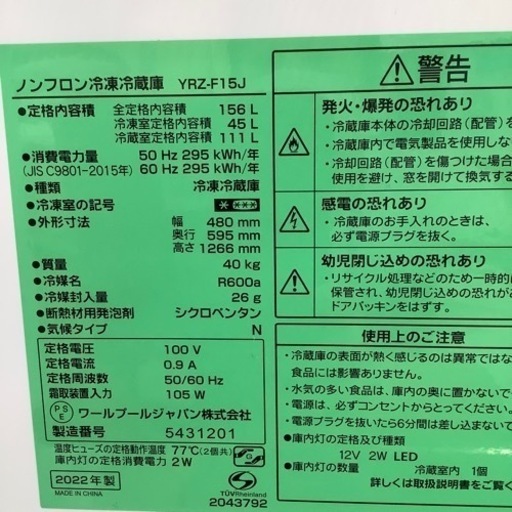 ノンフロン冷凍冷蔵庫 YRZ-F15J
●定格内容積 全定格内容積 156 L
冷凍室定格内容積 45 L
冷蔵室定格内容積 111 L
●消費電力量 50 Hz 295 kWh/年
(JIS C9801-2015年) 60 Hz 295 kWh/年
●種類 冷凍冷蔵庫
●冷凍室の記号
●外形寸法 幅 480 mm
奥行 595 mm
高さ 1266 mm
●質量 40 kg
●冷媒名 R600a
●冷媒封入量 26 g
●断熱材用発泡剤 シクロペンタン
●気候タイプ N
定格電圧 100 V
定格電流 0.9 A
定格周波数 50/60 Hz
霜取装置入力 105 W
PSE ワールプールジャパン株式会社
製造番号 5431201
温度ヒューズの定格動作温度 77℃(2個共)
庫内灯の定格消費電力 2W
2022年製
MADE IN CHINA
TÜVRheinland
2043792
警告
発火・爆発の恐れあり
・冷蔵庫本体の冷却回路(配管)を
・冷蔵庫内で電気製品を使用しない
・冷却回路(配管)を傷つけた場合
使用を避け、窓を開けて換気する
感電の恐れあり
・冷蔵庫のお手入れのときは、
必ず電源プラグを抜く。
幼児閉じ込めの恐れあり
・リサイクル処理などのため一時的に
保管され、幼児閉じ込めの恐れが
ドアパッキンをはずす。
使用上のご注意
・冷蔵庫の表面が熱く感じるのは異常ではな
食品には影響ありません。
・水気の多い食品は、庫内の奥に置かないで
・電源は、必ずコンセントからとってください。
・電源プラグを抜いたら6分間は差し込まないで
●庫内灯の定格及び種類
12V 2W LED
●庫内灯の数量 冷蔵室内 1個
詳しくは取扱説明書をご